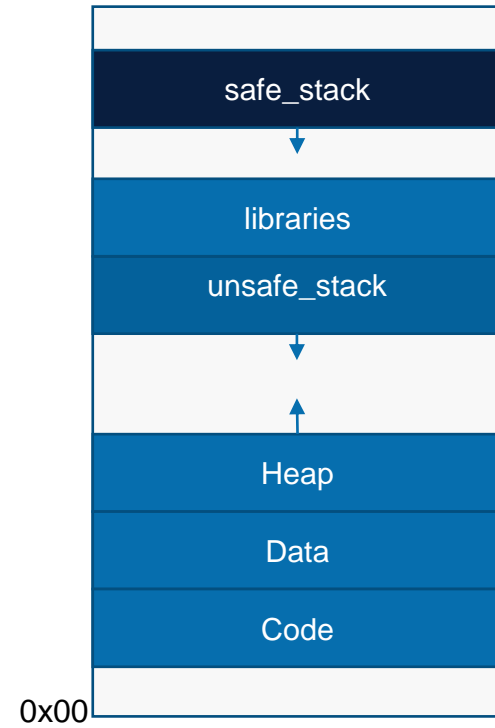 safe_stack
libraries
unsafe_stack
Heap
Data
Code
0x00